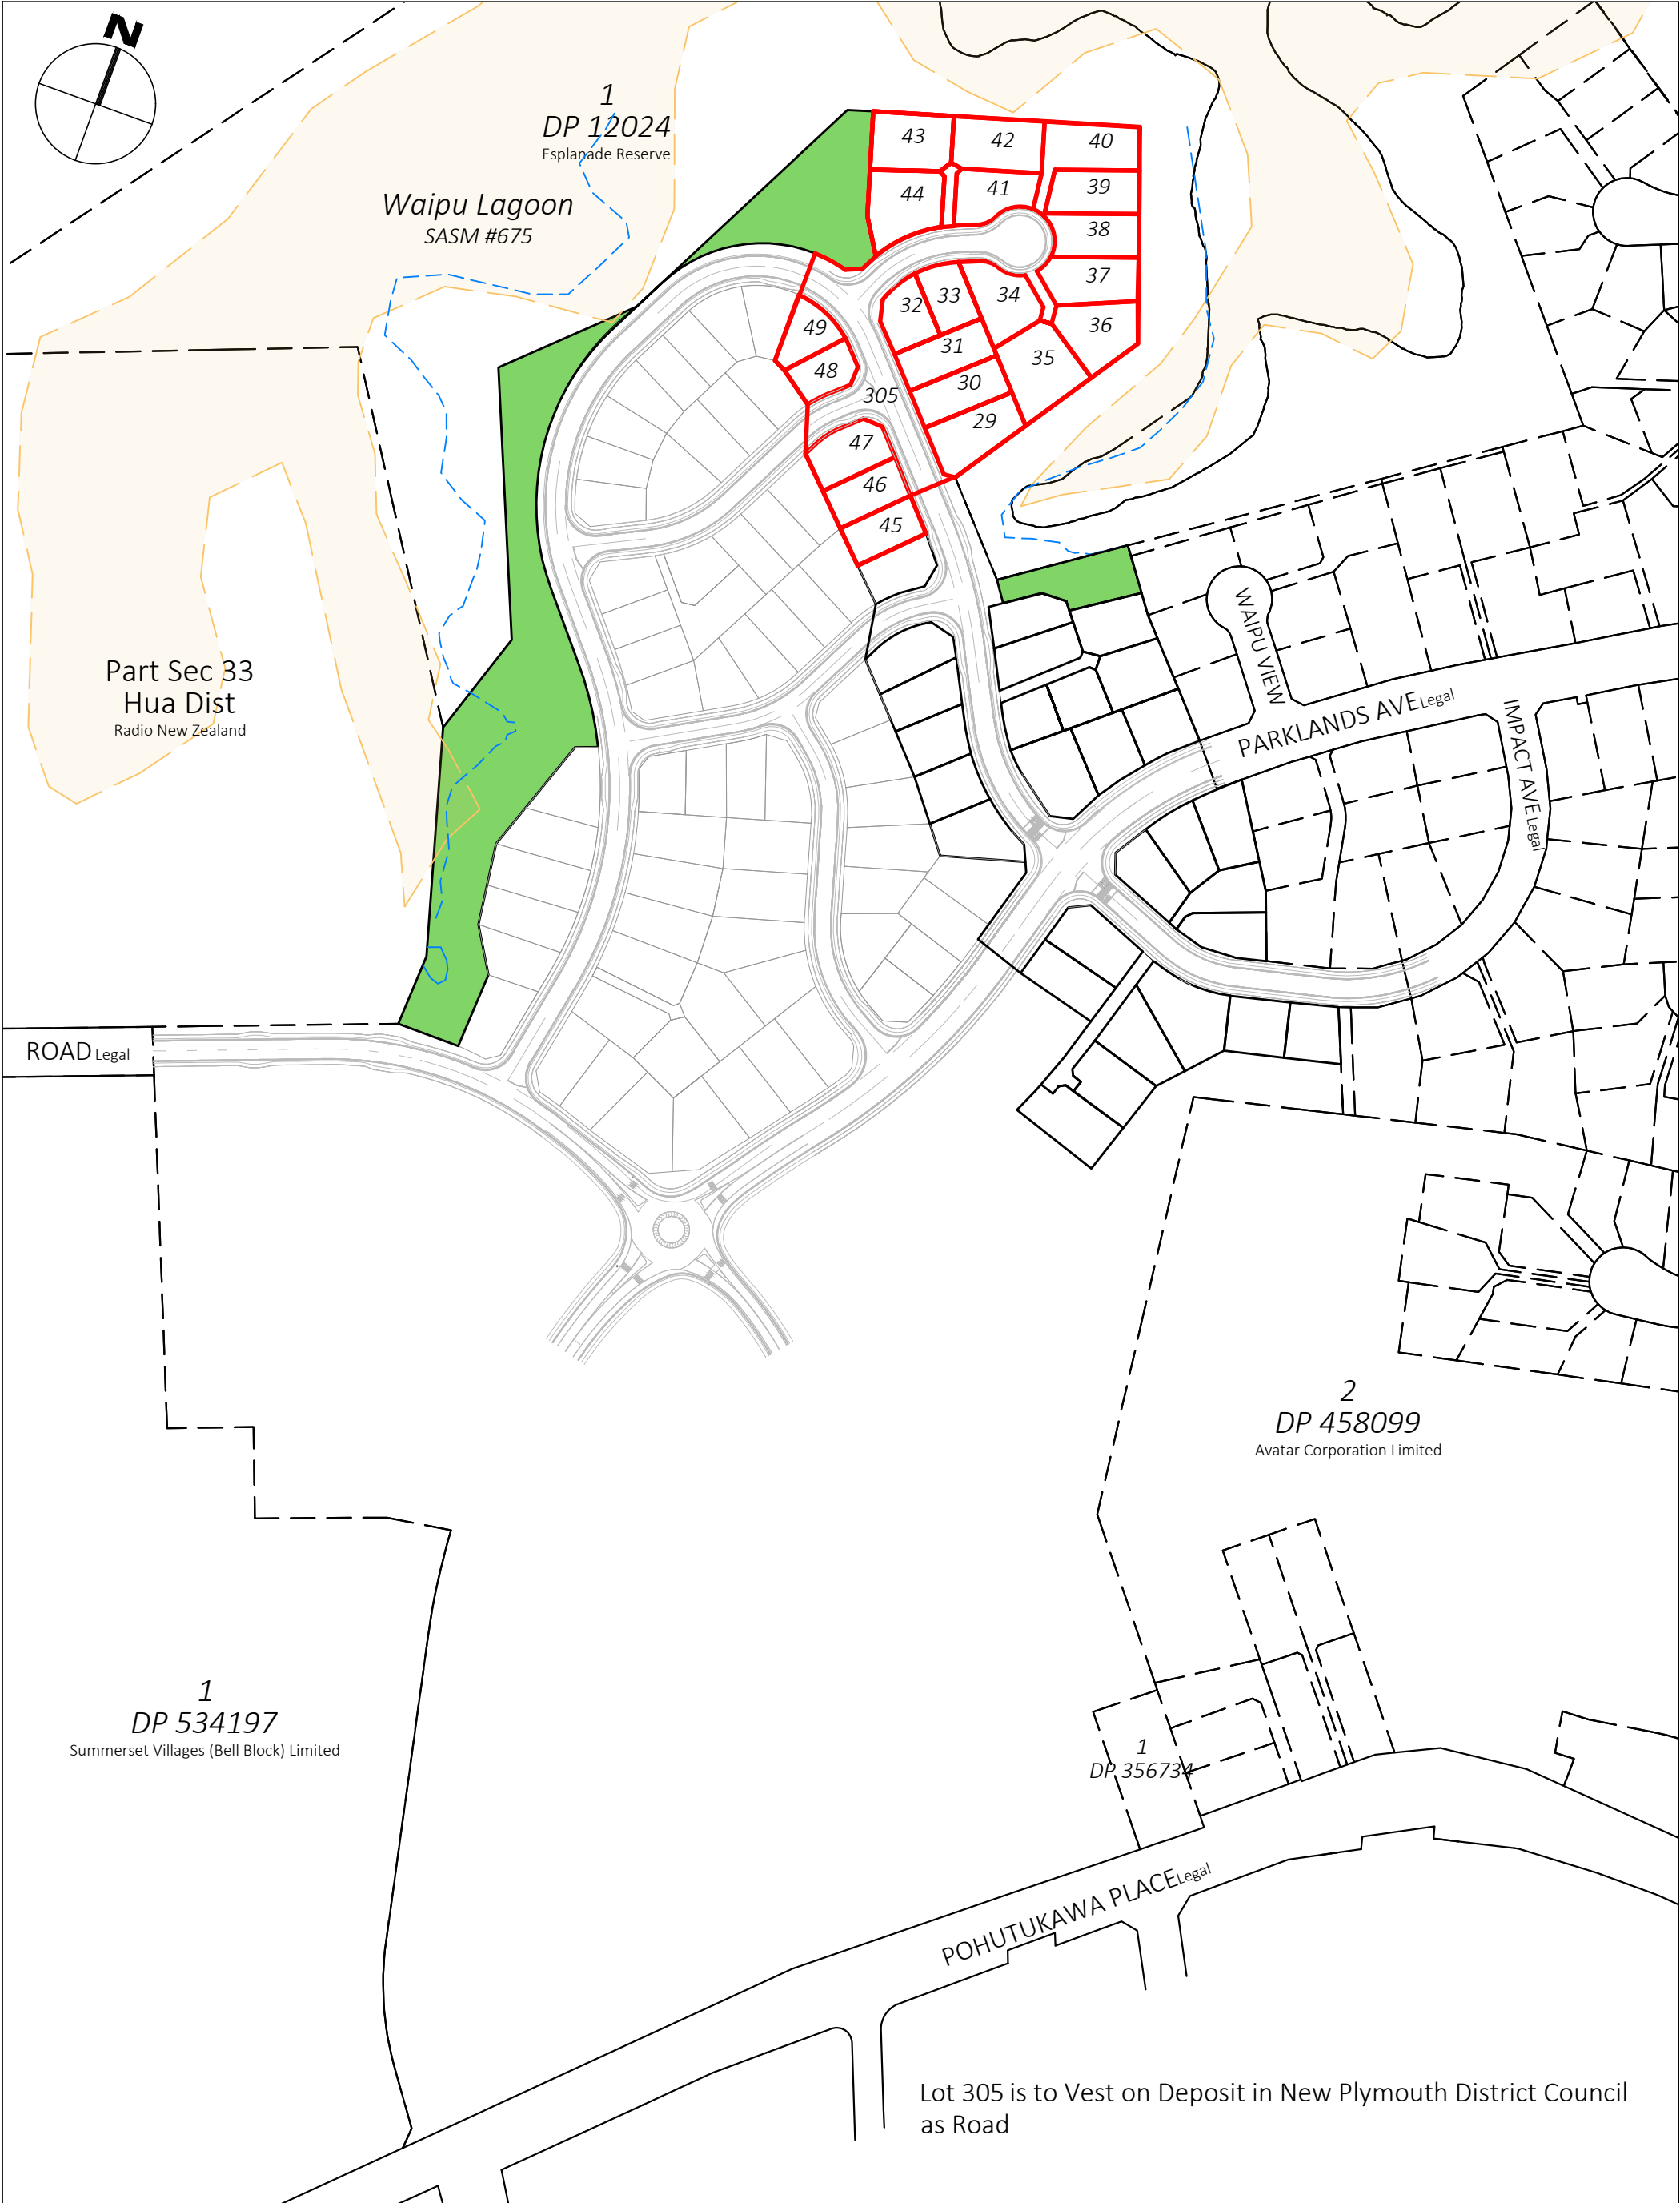 N
1
DP 12024
Esplanade Reserve
Waipu Lagoon
SASM #675
43
42
40
44
41
39
38
37
36
32
33
34
35
31
30
29
49
48
305
47
46
45
Part Sec 33
Hua Dist
Radio New Zealand
WAIPU VIEW
PARKLANDS AVE Legal
IMPACT AVE Legal
ROAD Legal
2
DP 458099
Avatar Corporation Limited
1
DP 534197
Summerset Villages (Bell Block) Limited
1
DP 356734
POHUTUKAWA PLACE Legal
Lot 305 is to Vest on Deposit in New Plymouth District Council
as Road